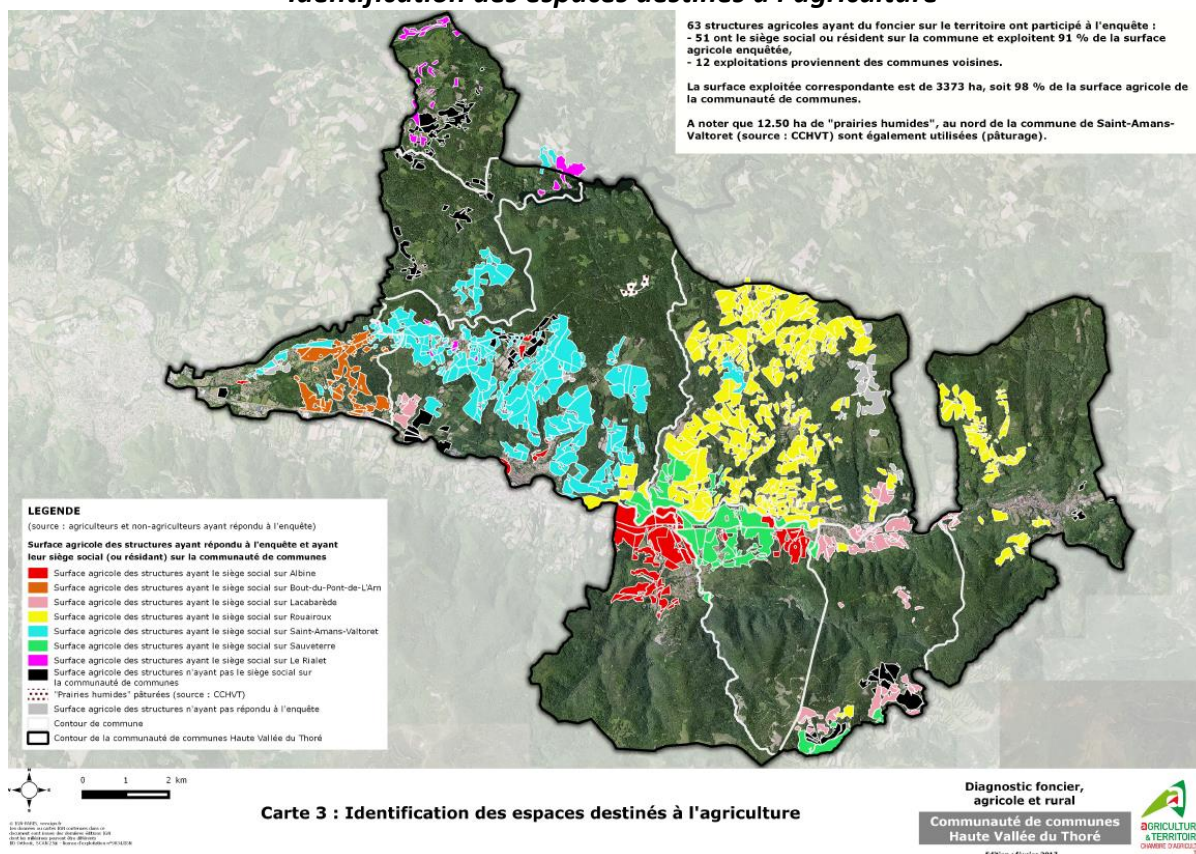 Identification des espaces destinés à l'agriculture
63 structures agricoles ayant du foncier sur le territoire ont participé à l'enquête :
- 51 ont le siège social ou résident sur la commune et exploitent 91 % de la surface
agricole enquêtée,
- 12 exploitations proviennent des communes voisines.
La surface exploitée correspondante est de 3373 ha, soit 98 % de la surface agricole de
la communauté de communes.
A noter que 12.50 ha de "prairies humides", au nord de la commune de Saint-Amans-
Valtoret (source : CCHVT) sont également utilisées (pâturage).
LEGENDE
(source : agriculteurs et non-agriculteurs ayant répondu à l'enquête)
Surface agricole des structures ayant répondu à l'enquête et ayant
leur siège social (ou résidant) sur la communauté de communes
Surface agricole des structures ayant le siège social sur Albine
Surface agricole des structures ayant le siège social sur Bout-du-Pont-de-L'Arn
Surface agricole des structures ayant le siège social sur Lacabarède
Surface agricole des structures ayant le siège social sur Rouairoux
Surface agricole des structures ayant le siège social sur Saint-Amans-Valtoret
Surface agricole des structures ayant le siège social sur Sauveterre
Surface agricole des structures ayant le siège social sur Le Rialet
Surface agricole des structures n'ayant pas le siège social sur
la communauté de communes
"Prairies humides" pâturées (source : CCHVT)
Surface agricole des structures n'ayant pas répondu à l'enquête
Contour de commune
Contour de la communauté de communes Haute Vallée du Thoré
0 1 2 km
Carte 3 : Identification des espaces destinés à l'agriculture
Diagnostic foncier,
agricole et rural
Communauté de communes
Haute Vallée du Thoré
AGRICULTURES
& TERRITOIRES
CHAMBRE D'AGRICULTURE